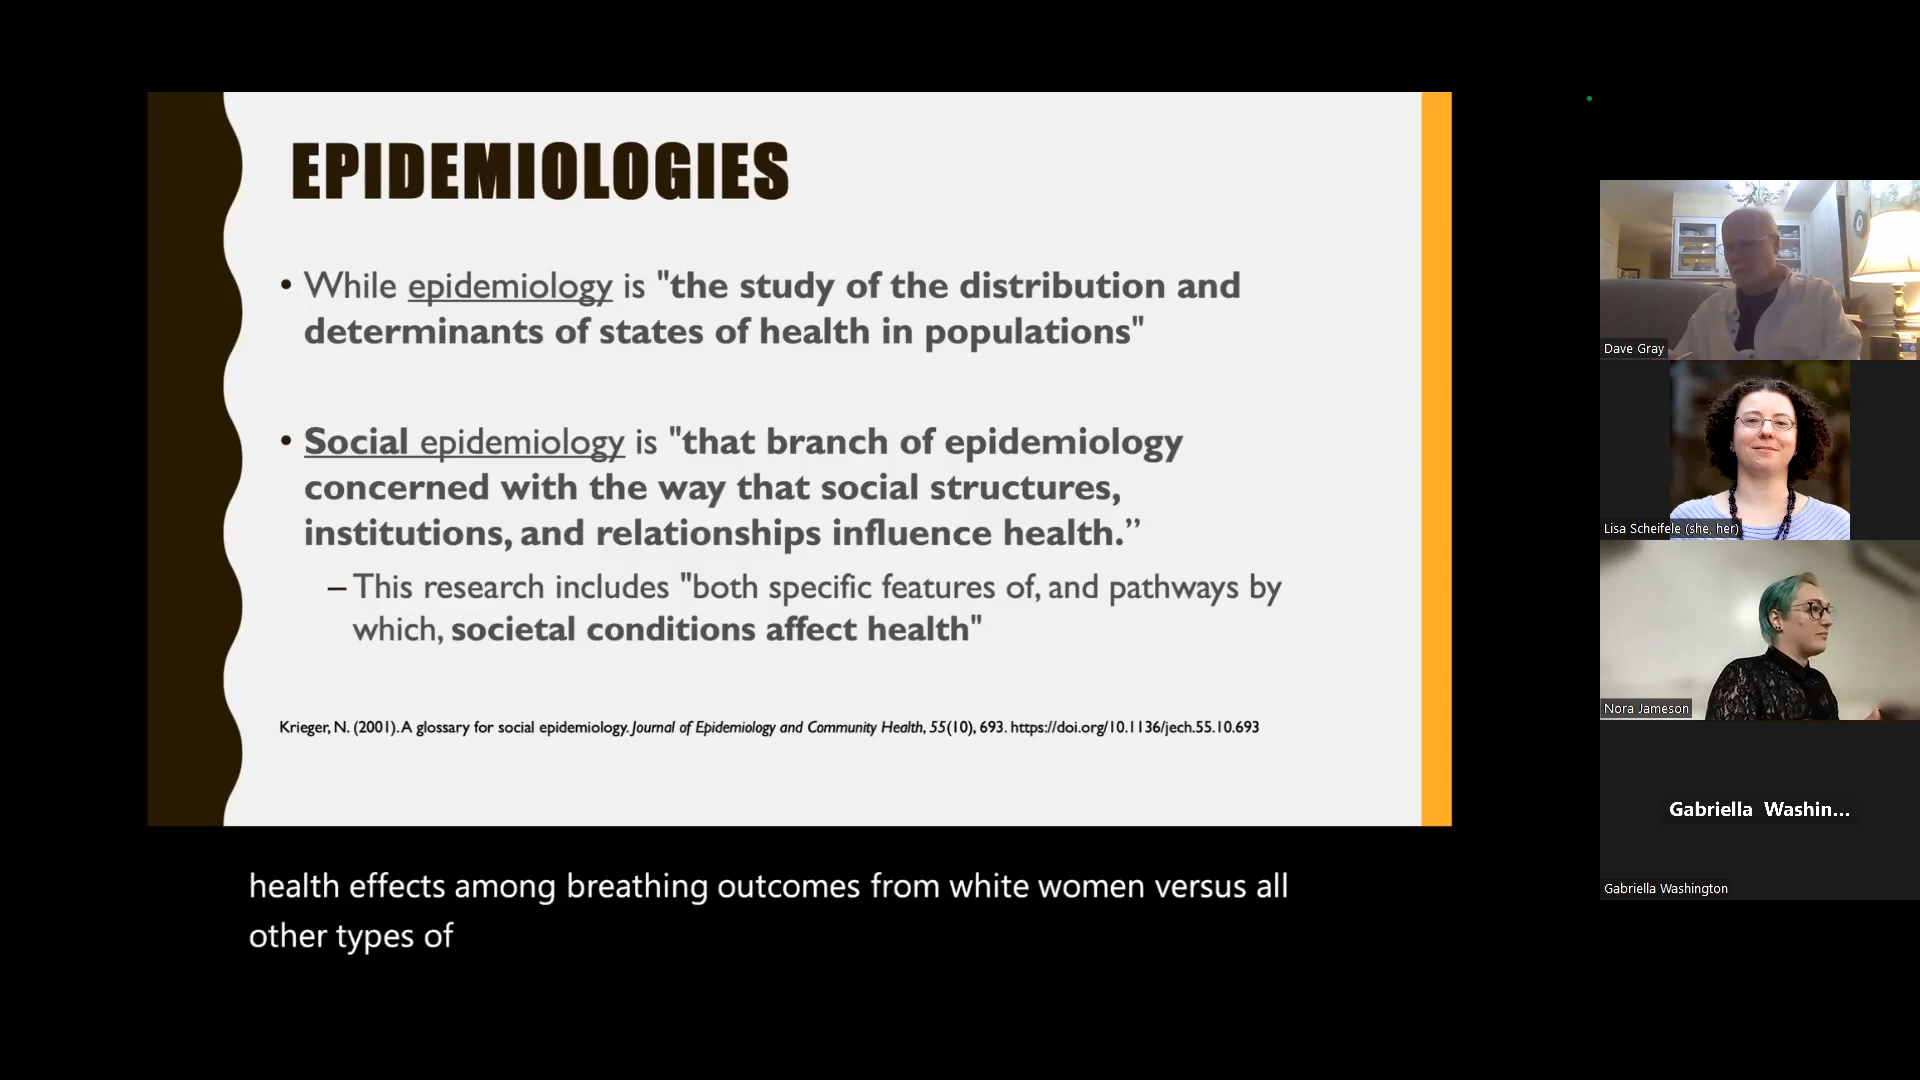 EPIDEMIOLOGIES
• While epidemiology is "the study of the distribution and
determinants of states of health in populations"
• Social epidemiology is "that branch of epidemiology
concerned with the way that social structures,
institutions, and relationships influence health.”
– This research includes "both specific features of, and pathways by
which, societal conditions affect health"
Krieger, N. (2001). A glossary for social epidemiology. Journal of Epidemiology and Community Health, 55(10), 693. https://doi.org/10.1136/jech.55.10.693
health effects among breathing outcomes from white women versus all
other types of
Dave Gray
Lisa Scheifele (she, her)
Nora Jameson
Gabriella Washin...
Gabriella Washington